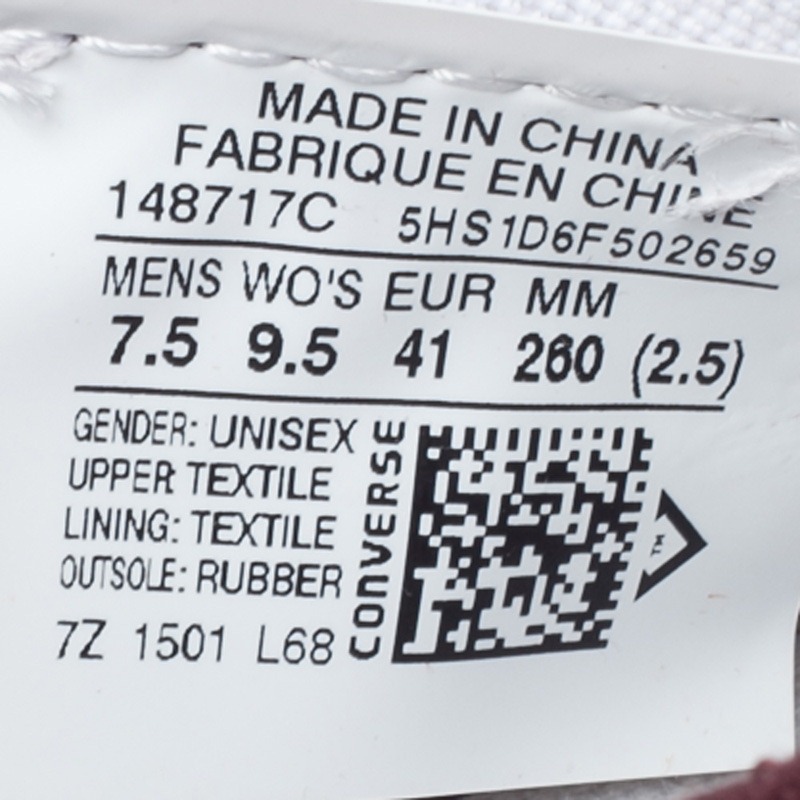 MADE IN CHINA
FABRIQUE EN CHINE
148717C 5HS1D6F502659
MENS WO'S EUR MM
7.5 9.5 41 260 (2.5)
GENDER: UNISEX
UPPER TEXTILE
LINING: TEXTILE
OUTSOLE: RUBBER
7Z 1501 L68
CONVERSE
TM